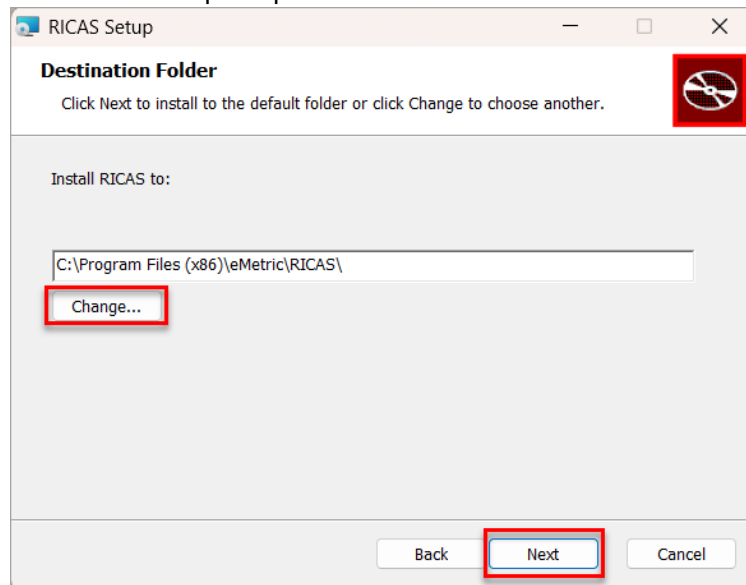 RICAS Setup
Destination Folder
Click Next to install to the default folder or click Change to choose another.
Install RICAS to:
C:\Program Files (x86)\eMetric\RICAS\
Change...
Back Next Cancel